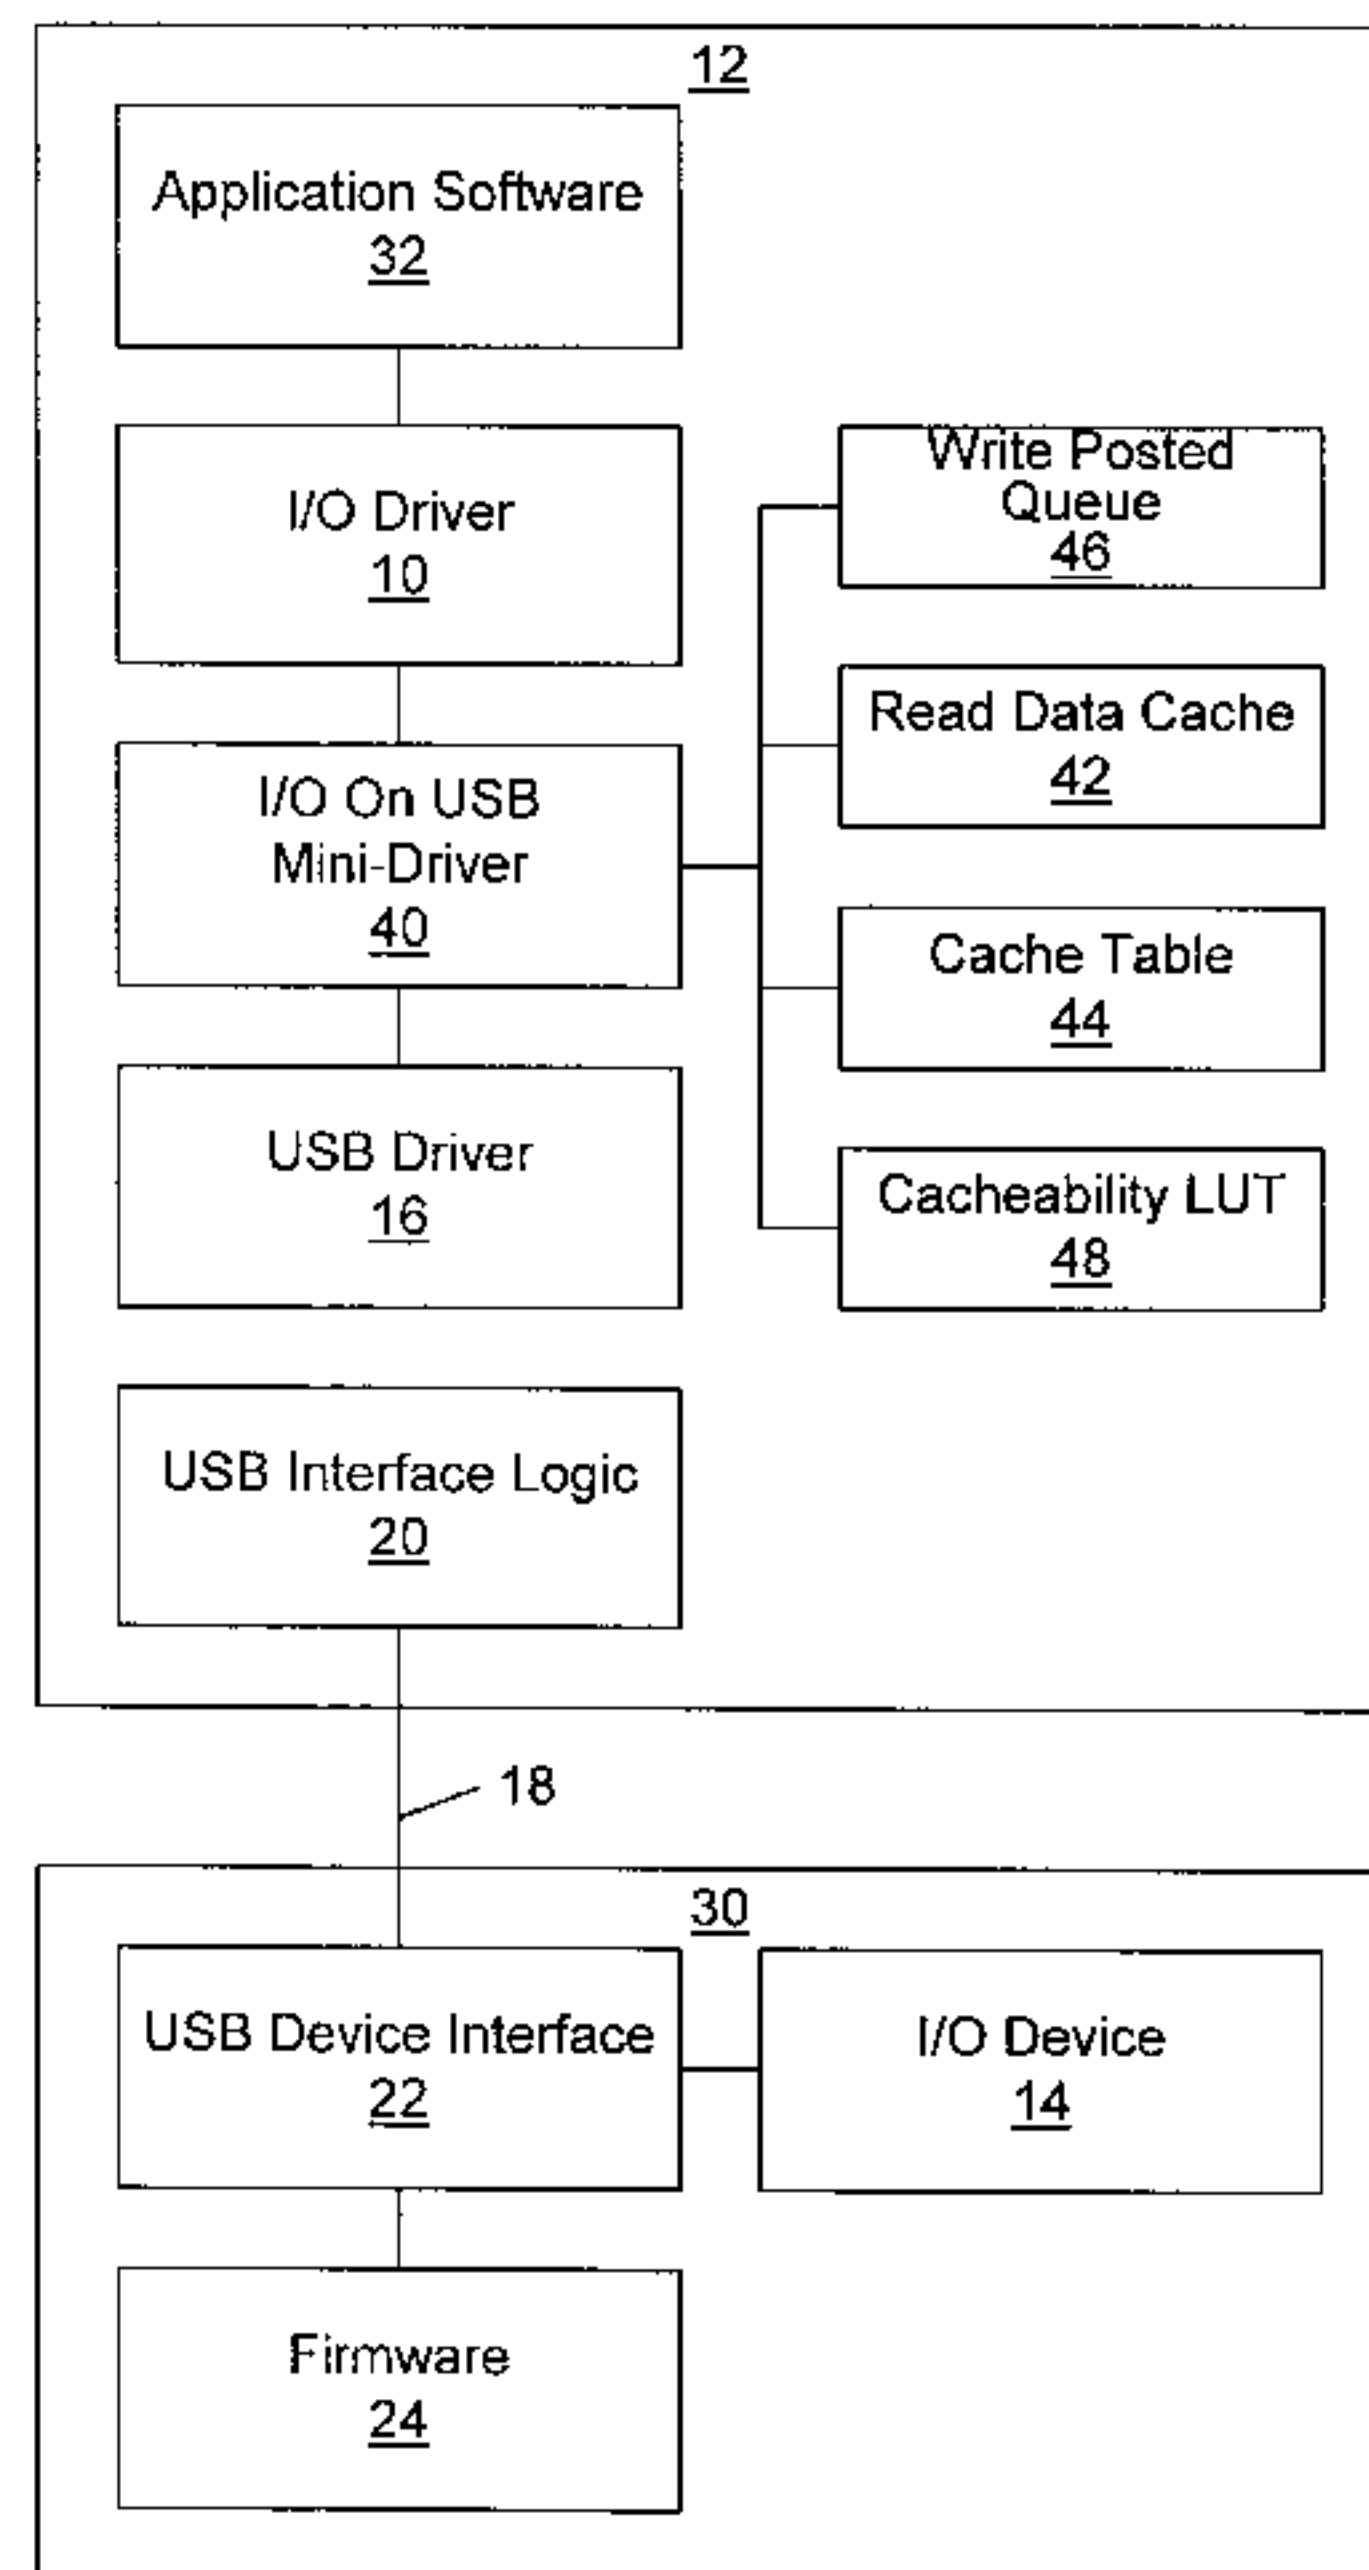 12
Application Software
32
I/O Driver
10
Write Posted
Queue
46
Read Data Cache
42
I/O On USB
Mini-Driver
40
Cache Table
44
USB Driver
16
Cacheability LUT
48
USB Interface Logic
20
18
30
USB Device Interface
22
I/O Device
14
Firmware
24